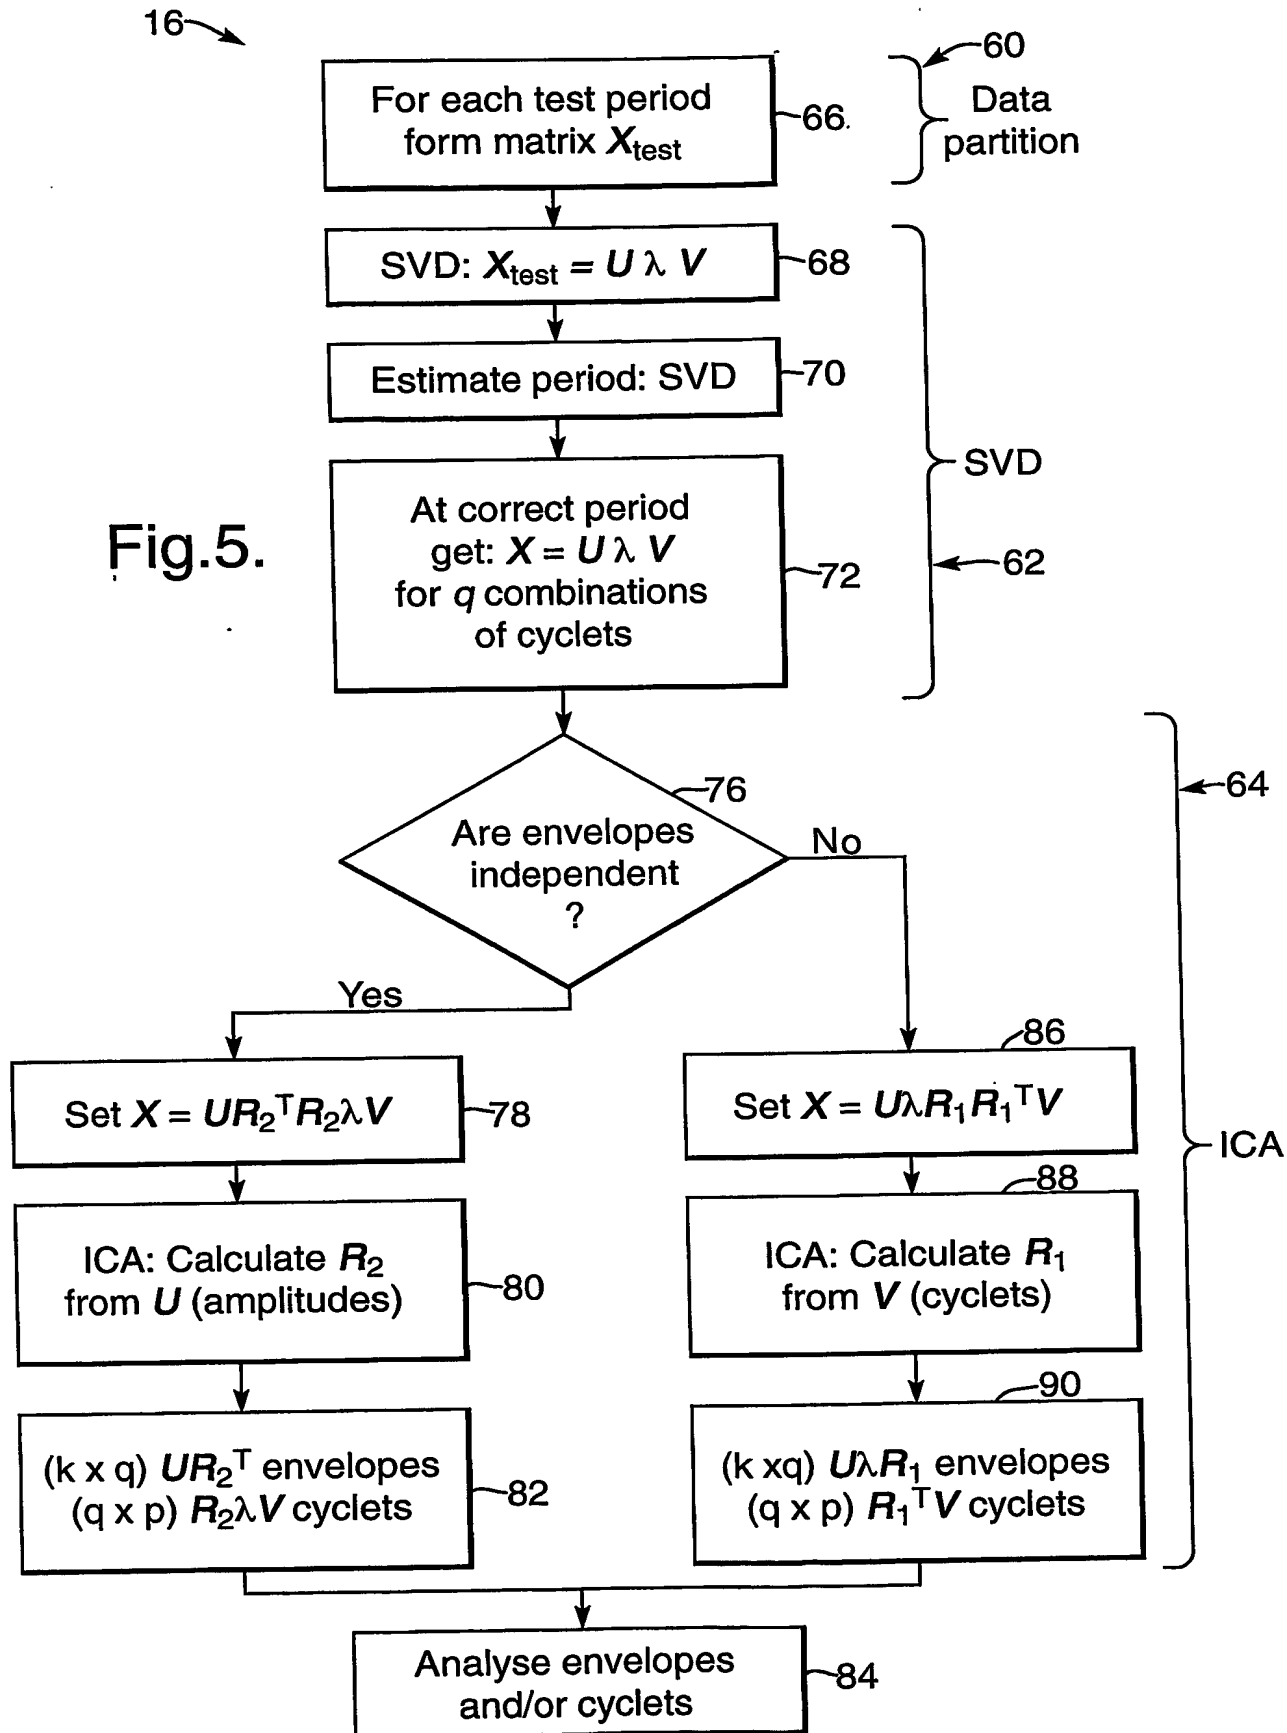 16
60
For each test period
form matrix X_test
66
Data
partition
SVD: X_test = U λ V
68
Estimate period: SVD
70
SVD
At correct period
get: X = U λ V
for q combinations
of cyclets
72
62
Fig.5.
64
76
Are envelopes
independent
?
No
Yes
86
Set X = UR₂ᵀR₂λV
78
Set X = UλR₁R₁ᵀV
ICA
88
ICA: Calculate R₂
from U (amplitudes)
80
ICA: Calculate R₁
from V (cyclets)
90
(k x q) UR₂ᵀ envelopes
(q x p) R₂λV cyclets
82
(k xq) UλR₁ envelopes
(q x p) R₁ᵀV cyclets
Analyse envelopes
and/or cyclets
84